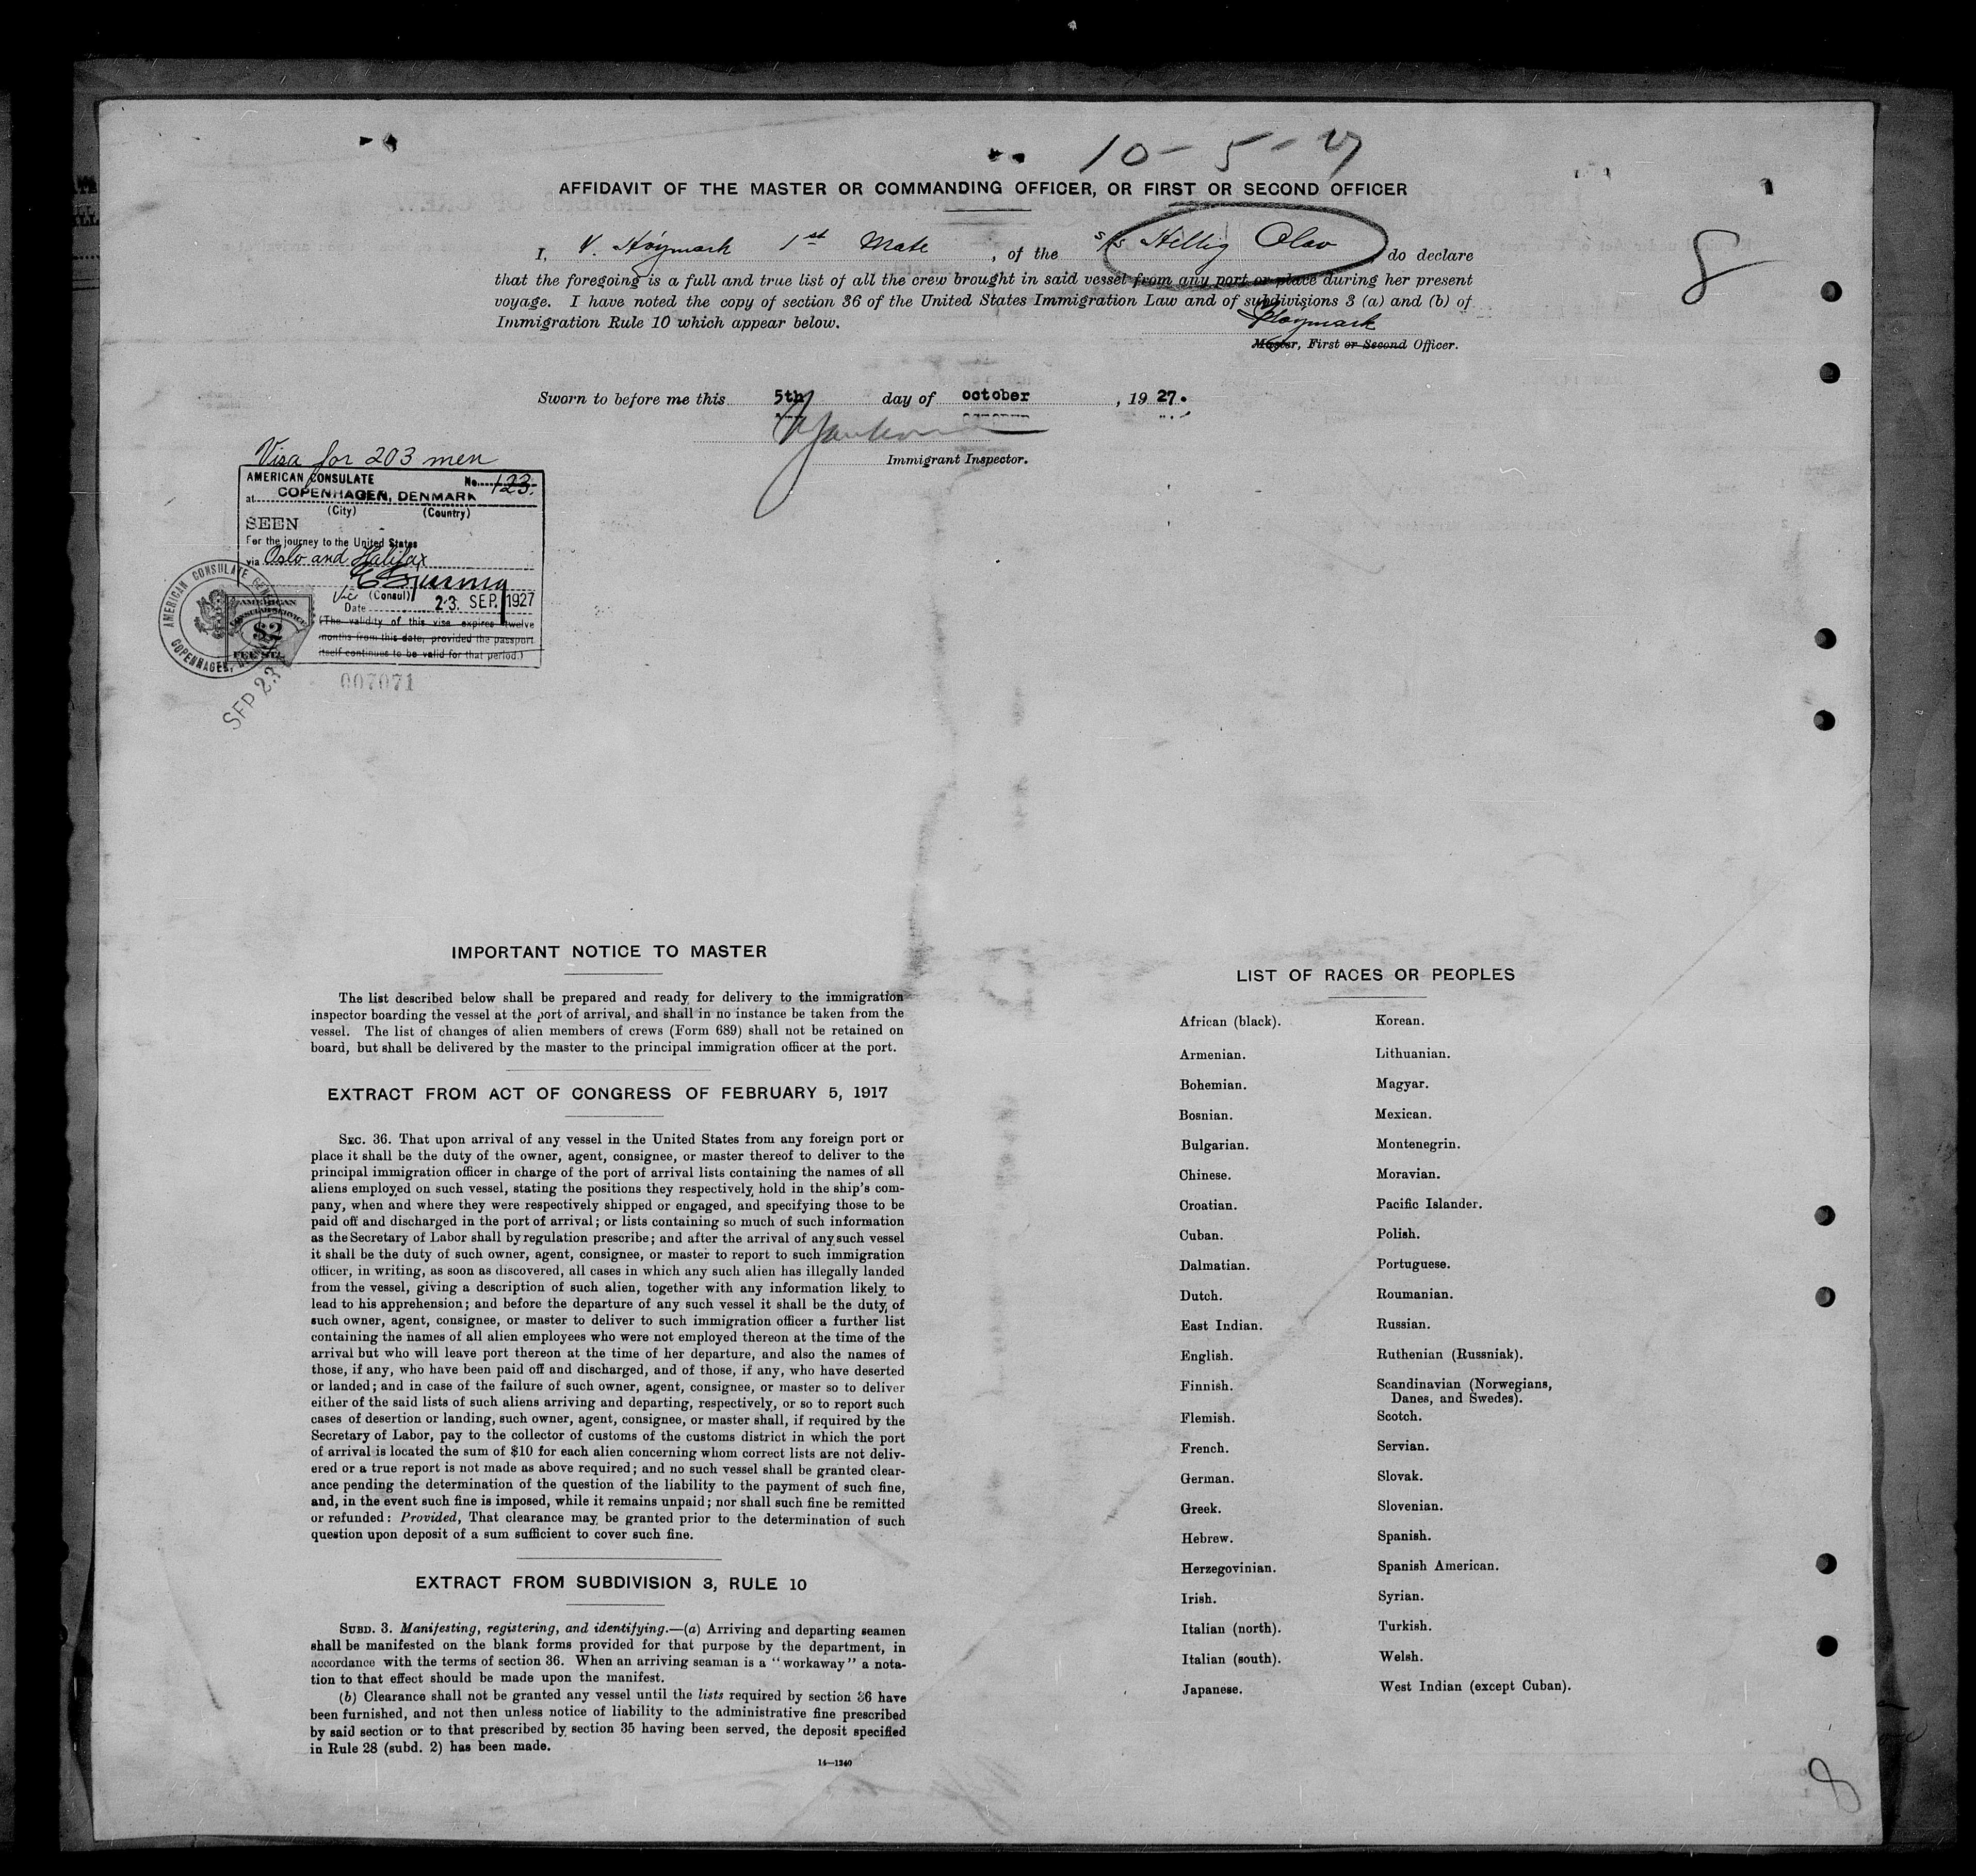 10-5-27
AFFIDAVIT OF THE MASTER OR COMMANDING OFFICER, OR FIRST OR SECOND OFFICER
I, V. Höymark 1st Mate, of the S/S Hellig Olav do declare
that the foregoing is a full and true list of all the crew brought in said vessel from any port or place during her present
voyage. I have noted the copy of section 36 of the United States Immigration Law and of subdivisions 3 (a) and (b) of
Immigration Rule 10 which appear below.
Höymark
Master, First or Second Officer.
8
Sworn to before me this 5th day of october, 1927.
Immigrant Inspector.
Visa for 203 men
AMERICAN CONSULATE No. 123.
at COPENHAGEN, DENMARK
(City) (Country)
SEEN
For the journey to the United States
via Oslo and Halifax
Vice (Consul)
Date 23. SEP. 1927
(The validity of this vise expires twelve
months from this date, provided the passport
itself continues to be valid for that period.)
AMERICAN CONSULATE GENERAL
COPENHAGEN, DENMARK
AMERICAN
CONSULAR SERVICE
$2
FEE STAMP
SEP 23
007071
IMPORTANT NOTICE TO MASTER
The list described below shall be prepared and ready for delivery to the immigration
inspector boarding the vessel at the port of arrival, and shall in no instance be taken from the
vessel. The list of changes of alien members of crews (Form 689) shall not be retained on
board, but shall be delivered by the master to the principal immigration officer at the port.
EXTRACT FROM ACT OF CONGRESS OF FEBRUARY 5, 1917
SEC. 36. That upon arrival of any vessel in the United States from any foreign port or
place it shall be the duty of the owner, agent, consignee, or master thereof to deliver to the
principal immigration officer in charge of the port of arrival lists containing the names of all
aliens employed on such vessel, stating the positions they respectively hold in the ship's com-
pany, when and where they were respectively shipped or engaged, and specifying those to be
paid off and discharged in the port of arrival; or lists containing so much of such information
as the Secretary of Labor shall by regulation prescribe; and after the arrival of any such vessel
it shall be the duty of such owner, agent, consignee, or master to report to such immigration
officer, in writing, as soon as discovered, all cases in which any such alien has illegally landed
from the vessel, giving a description of such alien, together with any information likely to
lead to his apprehension; and before the departure of any such vessel it shall be the duty of
such owner, agent, consignee, or master to deliver to such immigration officer a further list
containing the names of all alien employees who were not employed thereon at the time of the
arrival but who will leave port thereon at the time of her departure, and also the names of
those, if any, who have been paid off and discharged, and of those, if any, who have deserted
or landed; and in case of the failure of such owner, agent, consignee, or master so to deliver
either of the said lists of such aliens arriving and departing, respectively, or so to report such
cases of desertion or landing, such owner, agent, consignee, or master shall, if required by the
Secretary of Labor, pay to the collector of customs of the customs district in which the port
of arrival is located the sum of $10 for each alien concerning whom correct lists are not deliv-
ered or a true report is not made as above required; and no such vessel shall be granted clear-
ance pending the determination of the question of the liability to the payment of such fine,
and, in the event such fine is imposed, while it remains unpaid; nor shall such fine be remitted
or refunded: Provided, That clearance may be granted prior to the determination of such
question upon deposit of a sum sufficient to cover such fine.
EXTRACT FROM SUBDIVISION 3, RULE 10
SUBD. 3. Manifesting, registering, and identifying.—(a) Arriving and departing seamen
shall be manifested on the blank forms provided for that purpose by the department, in
accordance with the terms of section 36. When an arriving seaman is a "workaway" a nota-
tion to that effect should be made upon the manifest.
(b) Clearance shall not be granted any vessel until the lists required by section 36 have
been furnished, and not then unless notice of liability to the administrative fine prescribed
by said section or to that prescribed by section 35 having been served, the deposit specified
in Rule 28 (subd. 2) has been made.
14—1240
LIST OF RACES OR PEOPLES
African (black). Korean.
Armenian. Lithuanian.
Bohemian. Magyar.
Bosnian. Mexican.
Bulgarian. Montenegrin.
Chinese. Moravian.
Croatian. Pacific Islander.
Cuban. Polish.
Dalmatian. Portuguese.
Dutch. Roumanian.
East Indian. Russian.
English. Ruthenian (Russniak).
Finnish. Scandinavian (Norwegians,
Danes, and Swedes).
Flemish. Scotch.
French. Servian.
German. Slovak.
Greek. Slovenian.
Hebrew. Spanish.
Herzegovinian. Spanish American.
Irish. Syrian.
Italian (north). Turkish.
Italian (south). Welsh.
Japanese. West Indian (except Cuban).
8